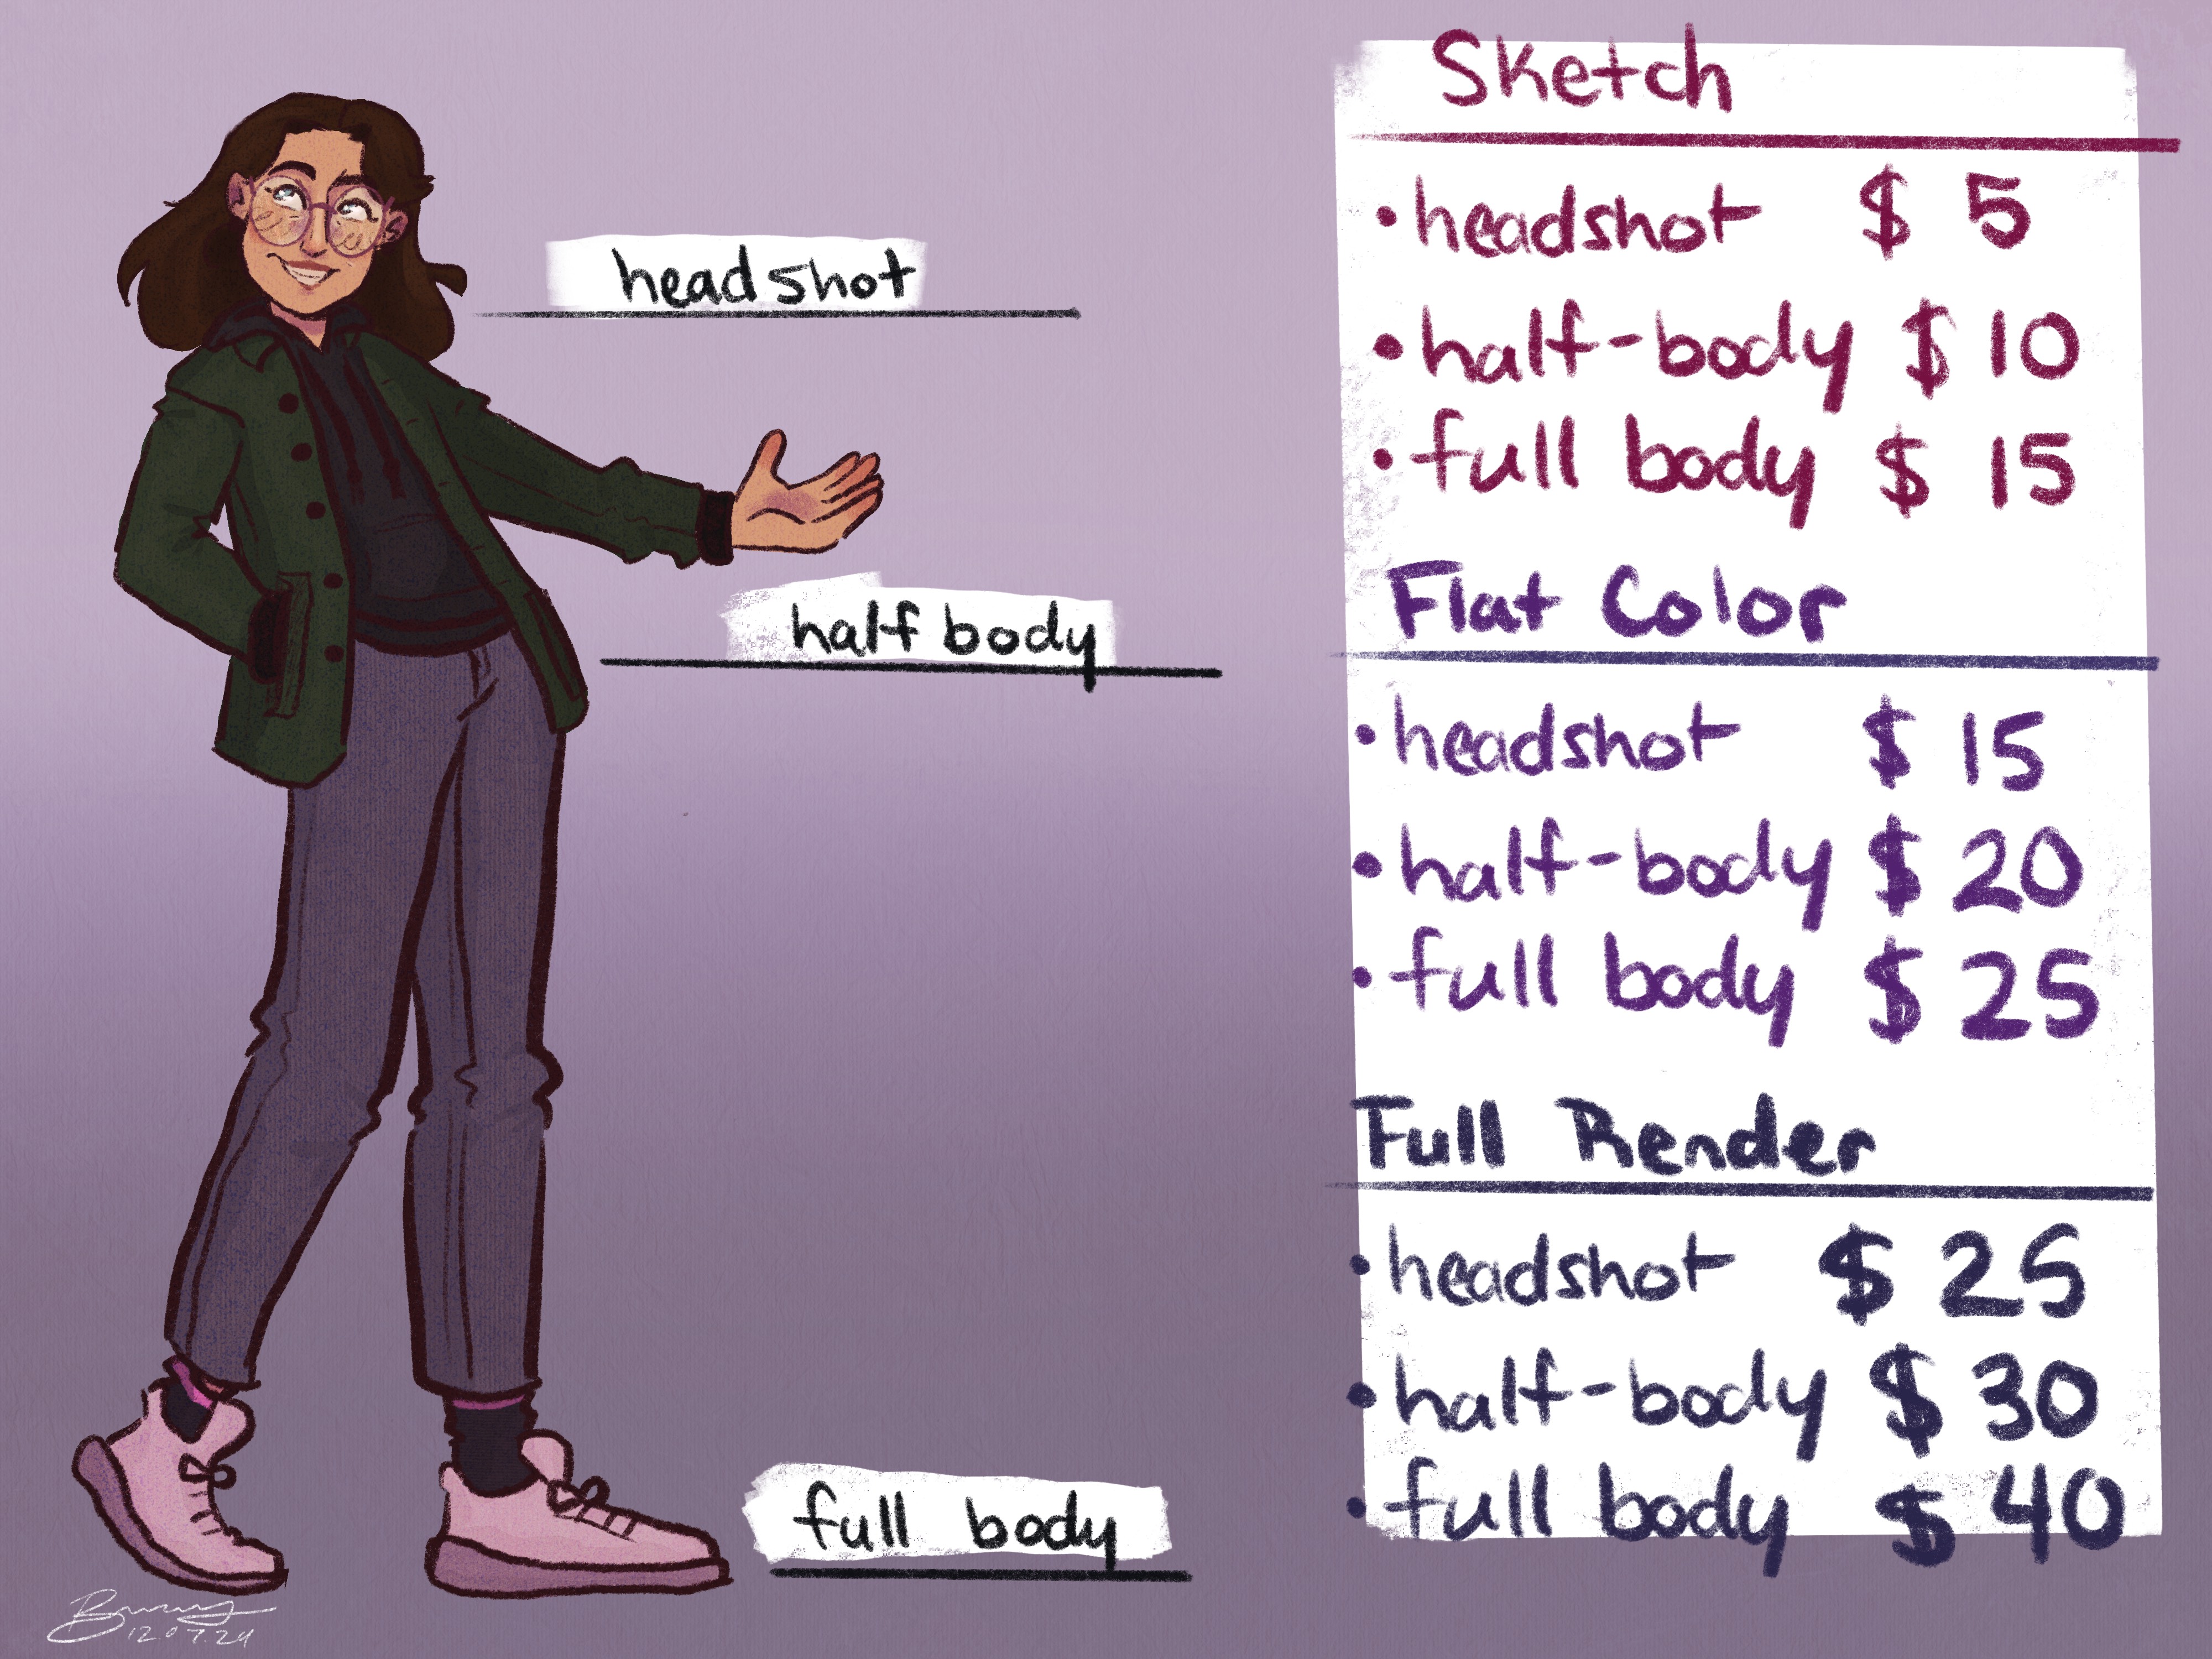 headshot
half body
full body
Sketch
• headshot $ 5
• half-body $ 10
• full body $ 15
Flat Color
• headshot $ 15
• half-body $ 20
• full body $ 25
Full Render
• headshot $ 25
• half-body $ 30
• full body $ 40
12.07.24